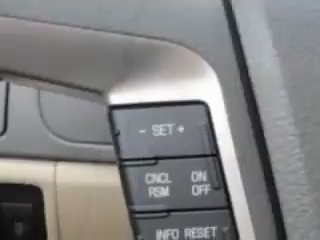 - SET +
CNCL ON
RSM OFF
INFO RESET